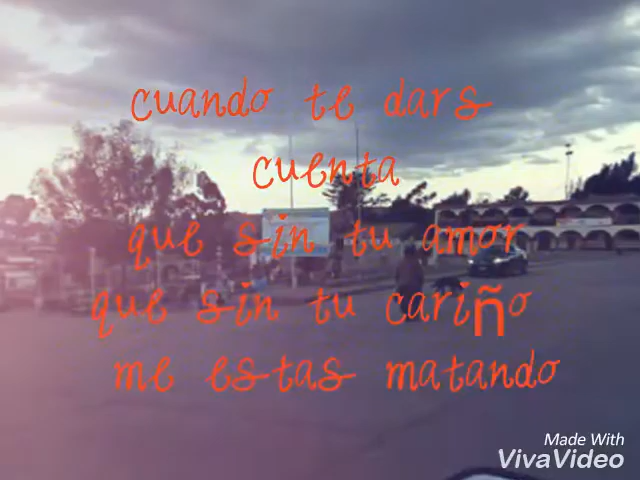 cuando te dars
cuenta
que sin tu amor
que sin tu cariño
me estas matando
Made With
VivaVideo